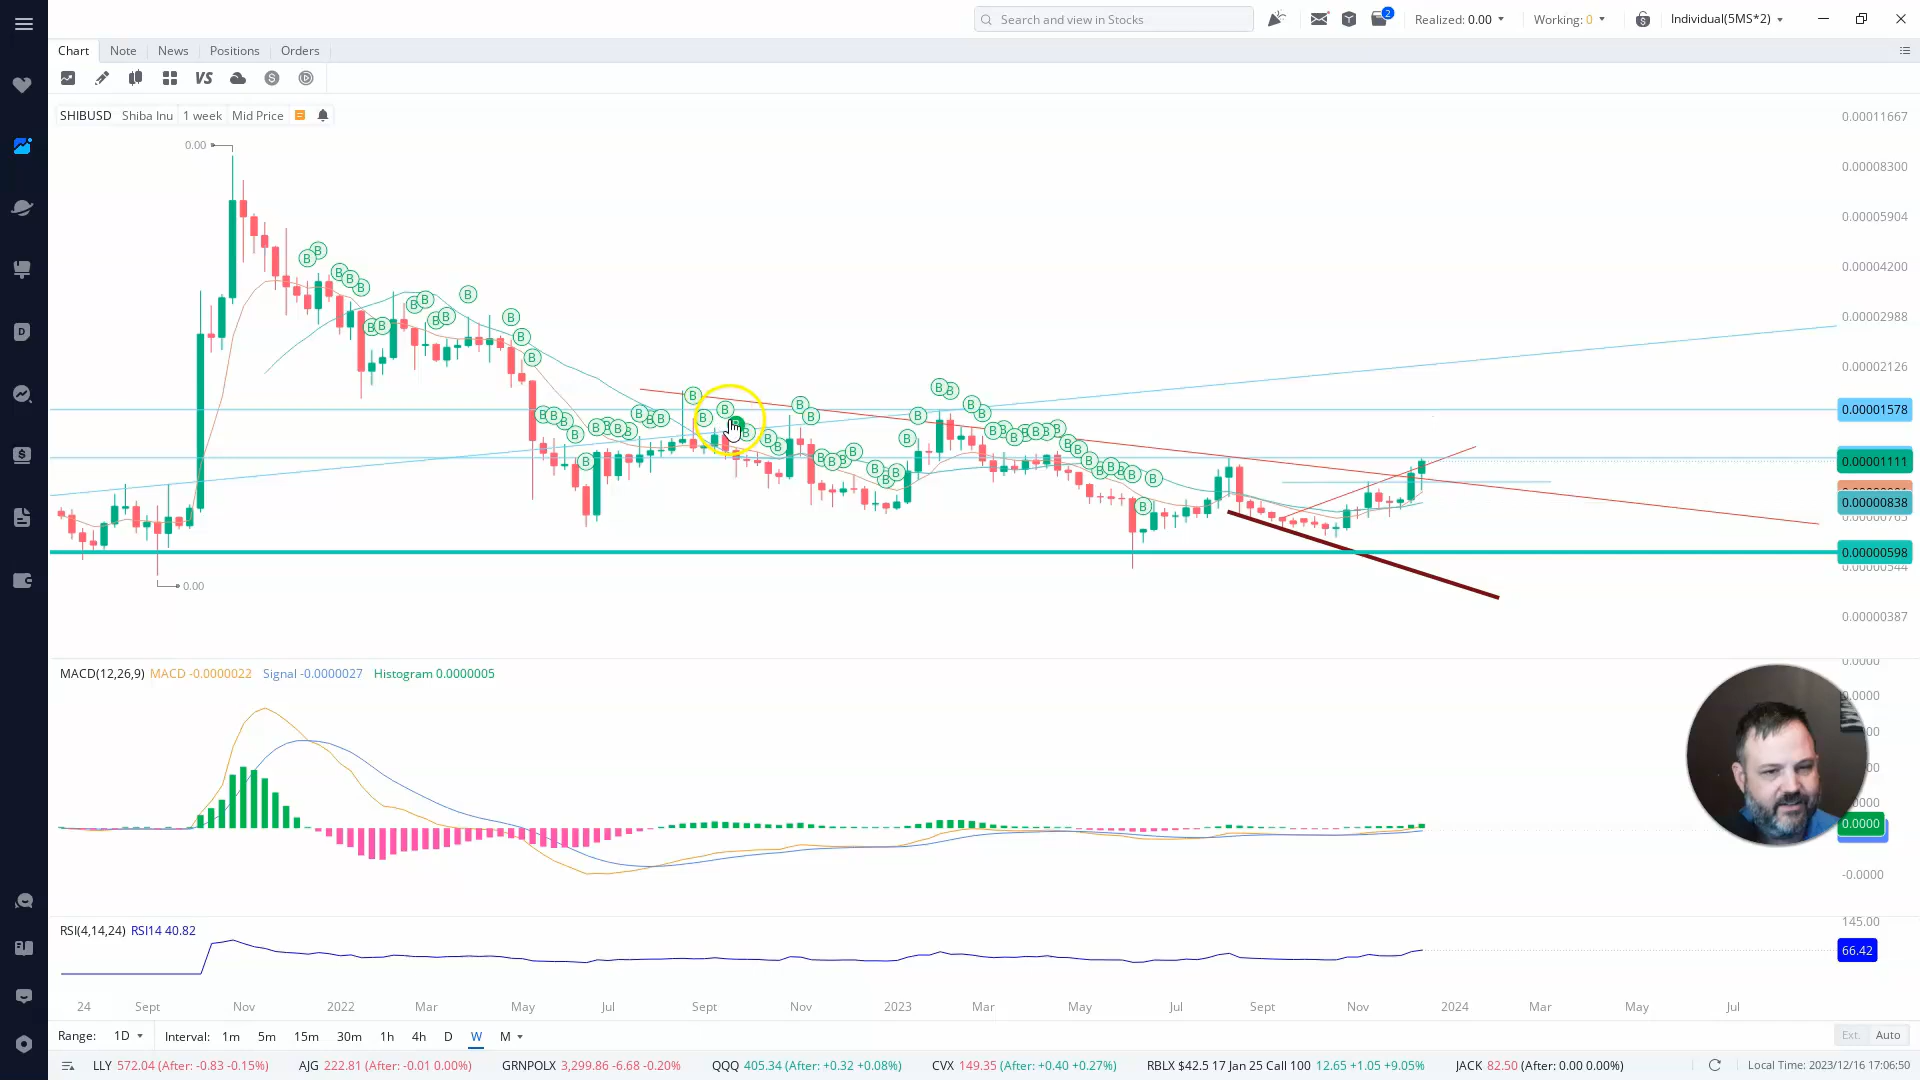 Search and view in Stocks
2
Realized: 0.00
Working: 0
Individual(5MS*2)
Chart Note News Positions Orders
VS
SHIBUSD Shiba Inu 1 week Mid Price
0.00011667
0.00008300
0.00005904
0.00004200
0.00002988
0.00002126
0.00001578
0.00001111
0.00000838
0.00000598
0.00000544
0.00000387
0.00
0.00
MACD(12,26,9) MACD -0.0000022 Signal -0.0000027 Histogram 0.0000005
0.0000
-0.0000
RSI(4,14,24) RSI14 40.82
145.00
66.42
24 Sept Nov 2022 Mar May Jul Sept Nov 2023 Mar May Jul Sept Nov 2024 Mar May Jul
Range: 1D Interval: 1m 5m 15m 30m 1h 4h D W M
Ext. Auto
LLY 572.04 (After: -0.83 -0.15%) AJG 222.81 (After: -0.01 0.00%) GRNPOLX 3,299.86 -6.68 -0.20% QQQ 405.34 (After: +0.32 +0.08%) CVX 149.35 (After: +0.40 +0.27%) RBLX $42.5 17 Jan 25 Call 100 12.65 +1.05 +9.05% JACK 82.50 (After: 0.00 0.00%) Local Time: 2023/12/16 17:06:50